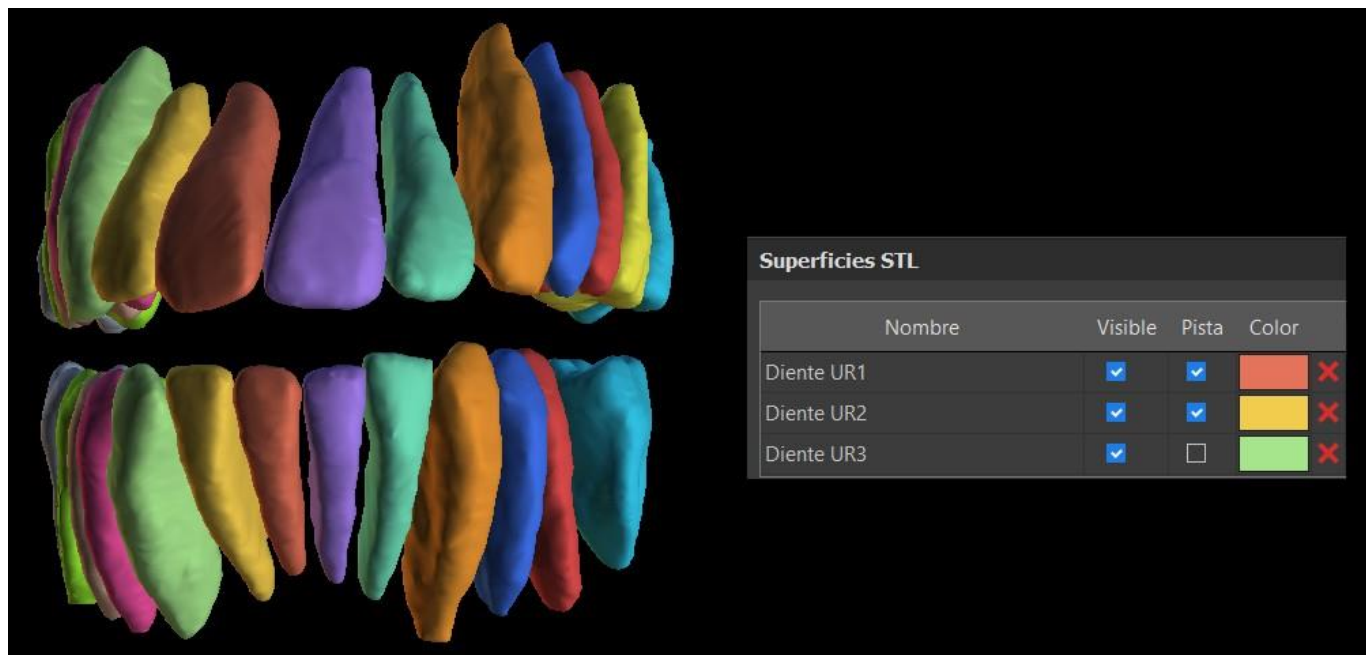 Superficies STL
Nombre Visible Pista Color
Diente UR1
Diente UR2
Diente UR3